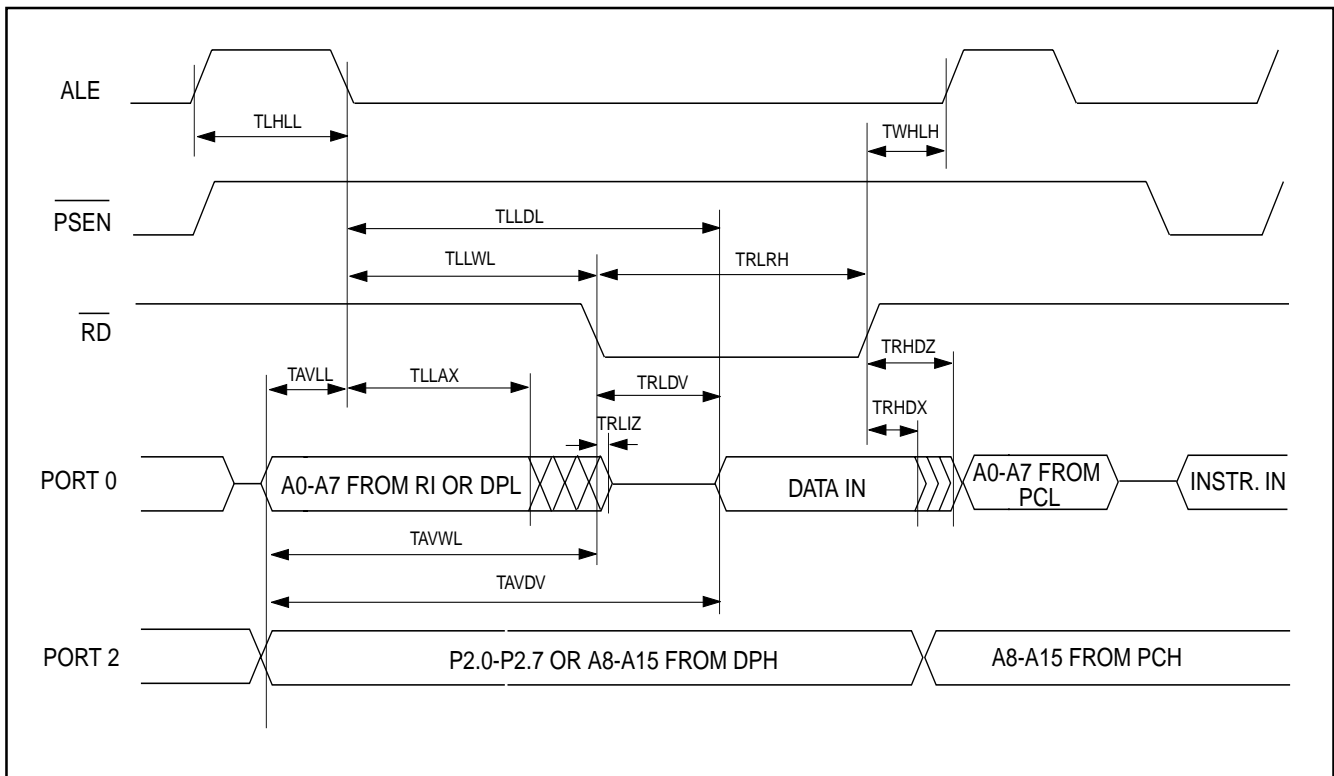 ALE
TLHLL
TWHLH
PSEN
TLLDL
TLLWL
TRLRH
RD
TAVLL
TLLAX
TRLDV
TRHDZ
TRHDX
TRLIZ
PORT 0
A0-A7 FROM RI OR DPL
DATA IN
A0-A7 FROM
PCL
INSTR. IN
TAVWL
TAVDV
PORT 2
P2.0-P2.7 OR A8-A15 FROM DPH
A8-A15 FROM PCH